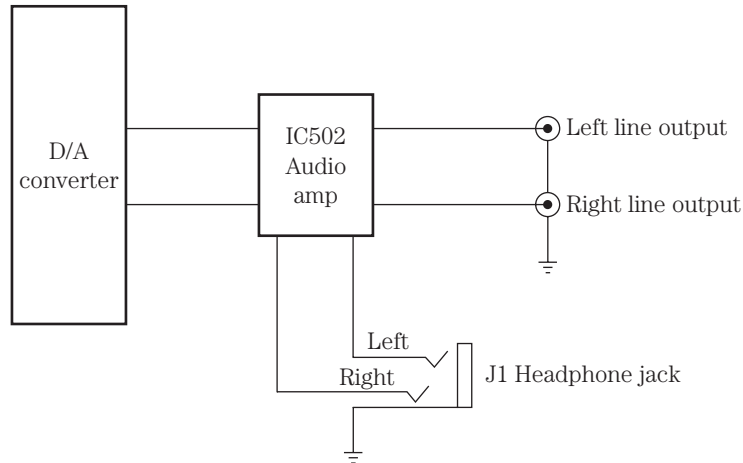 D/A
converter
IC502
Audio
amp
Left line output
Right line output
Left
Right
J1 Headphone jack